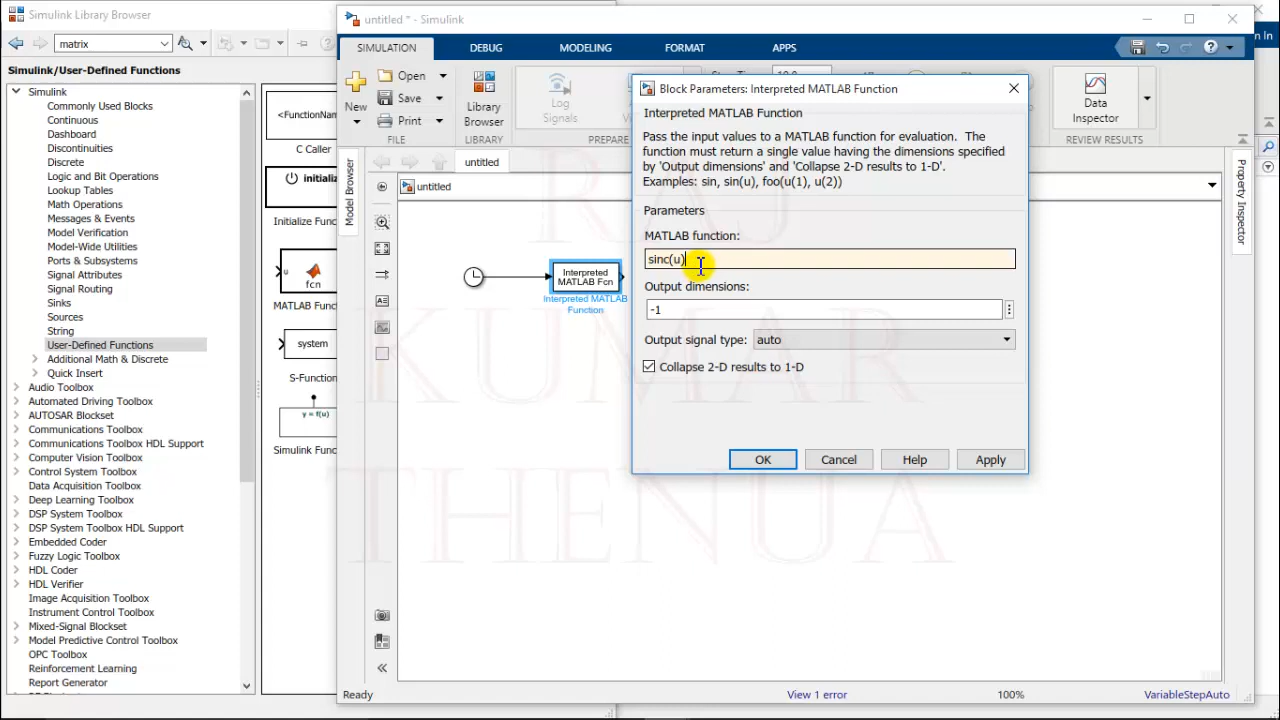 Simulink Library Browser
matrix
Simulink/User-Defined Functions
Simulink
Commonly Used Blocks
Continuous
Dashboard
Discontinuities
Discrete
Logic and Bit Operations
Lookup Tables
Math Operations
Messages & Events
Model Verification
Model-Wide Utilities
Ports & Subsystems
Signal Attributes
Signal Routing
Sinks
Sources
String
User-Defined Functions
Additional Math & Discrete
Quick Insert
Audio Toolbox
Automated Driving Toolbox
AUTOSAR Blockset
Communications Toolbox
Communications Toolbox HDL Support
Computer Vision Toolbox
Control System Toolbox
Data Acquisition Toolbox
Deep Learning Toolbox
DSP System Toolbox
DSP System Toolbox HDL Support
Embedded Coder
Fuzzy Logic Toolbox
HDL Coder
HDL Verifier
Image Acquisition Toolbox
Instrument Control Toolbox
Mixed-Signal Blockset
Model Predictive Control Toolbox
OPC Toolbox
Reinforcement Learning
Report Generator
<FunctionNam
C Caller
initializ
Initialize Func
u
fcn
MATLAB Func
system
S-Function
y = f(u)
Simulink Func
untitled * - Simulink
SIMULATION
DEBUG
MODELING
FORMAT
APPS
New
Open
Save
Print
FILE
Library
Browser
LIBRARY
Log
Signals
PREPARE
Data
Inspector
REVIEW RESULTS
In
Model Browser
untitled
untitled
Property Inspector
Interpreted
MATLAB Fcn
Interpreted MATLAB
Function
Block Parameters: Interpreted MATLAB Function
Interpreted MATLAB Function
Pass the input values to a MATLAB function for evaluation. The
function must return a single value having the dimensions specified
by 'Output dimensions' and 'Collapse 2-D results to 1-D'.
Examples: sin, sin(u), foo(u(1), u(2))
Parameters
MATLAB function:
sinc(u)
Output dimensions:
-1
Output signal type: auto
Collapse 2-D results to 1-D
OK
Cancel
Help
Apply
RAJ
KUMAR
THENUA
Ready
View 1 error
100%
VariableStepAuto